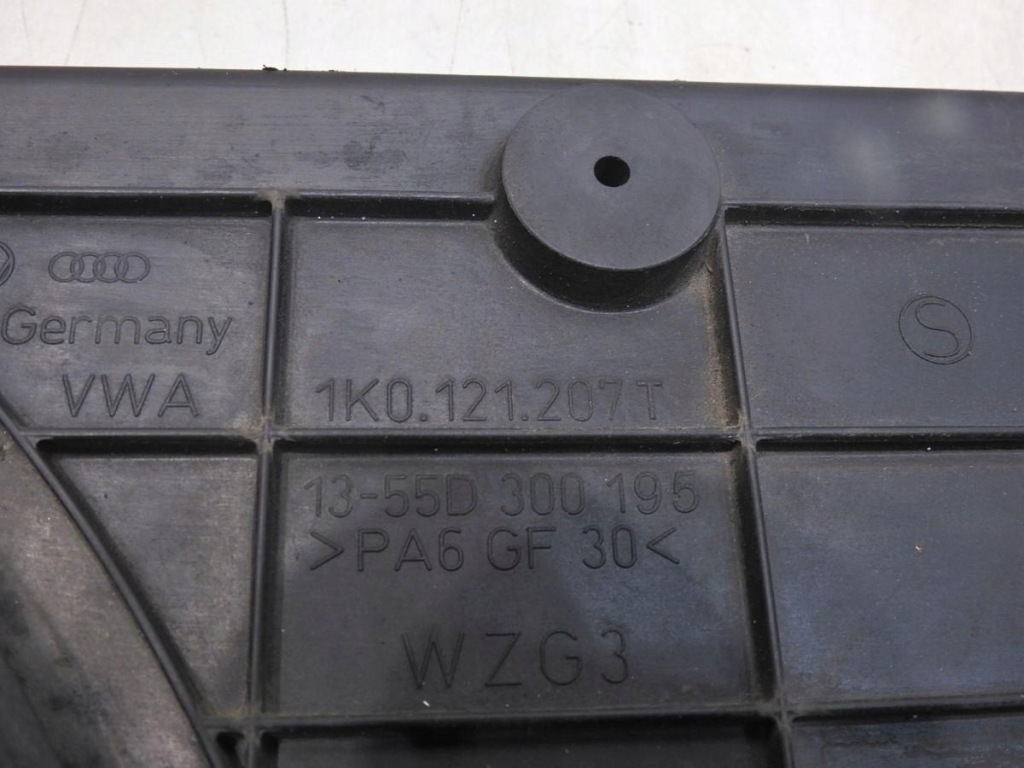 Germany
VWA
1K0.121.207 T
S
13-55D 300 195
>PA6 GF 30<
WZG3